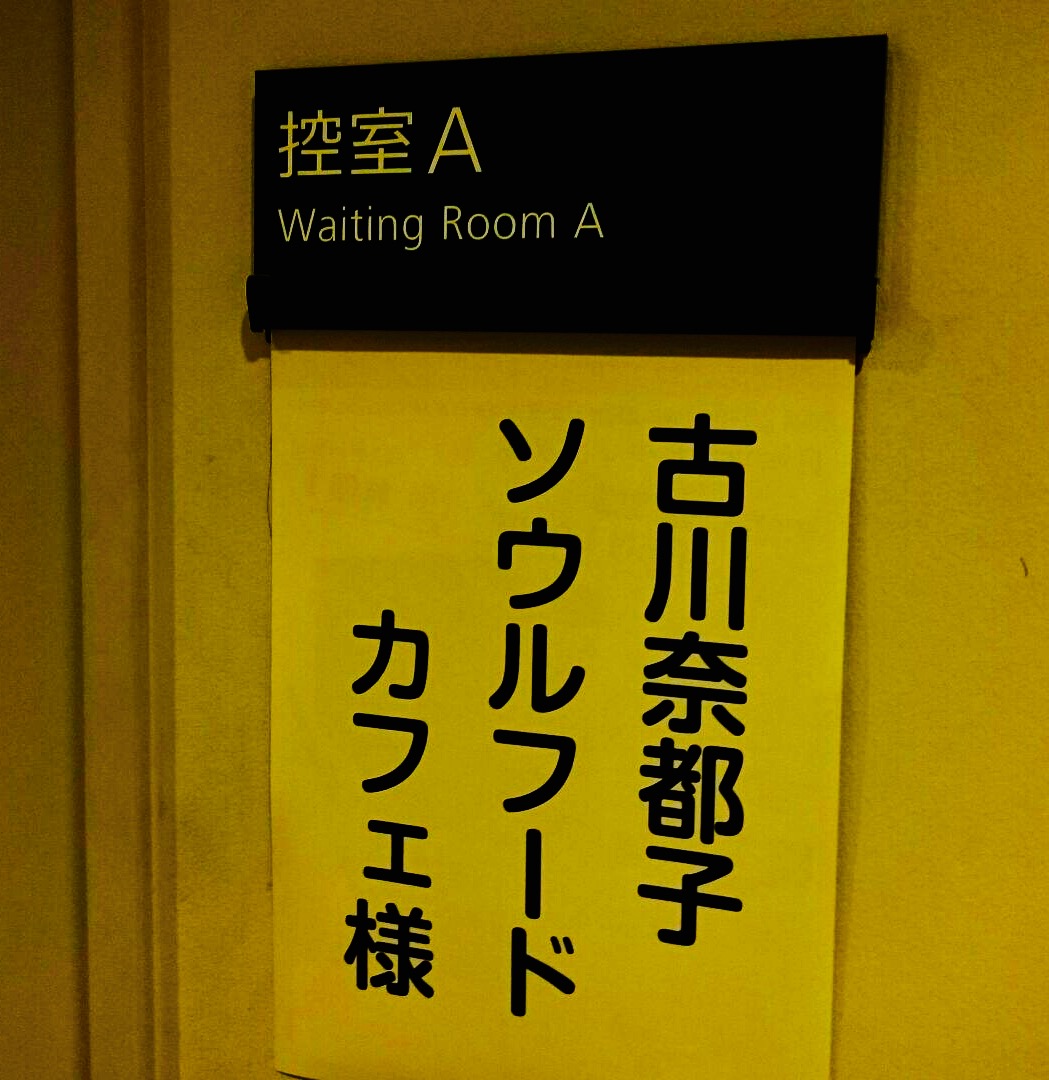 控室A
Waiting Room A
古川奈都子
ソウルフード
カフェ様